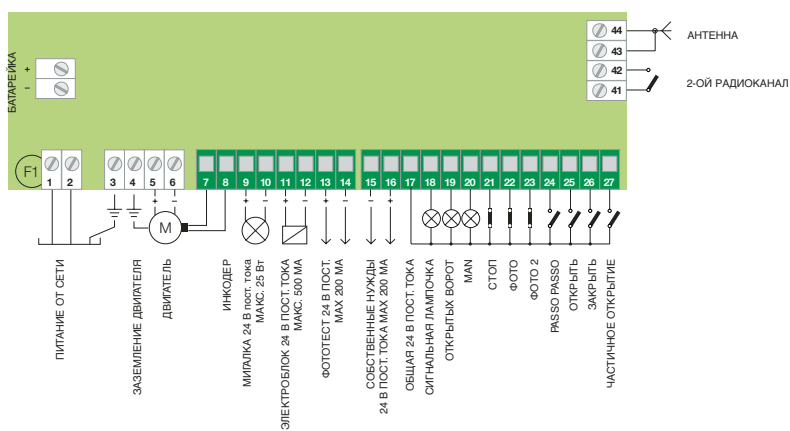 44
АНТЕННА
43
42
2-ОЙ РАДИОКАНАЛ
41
БАТАРЕЙКА
+
−
F1
1 2 3 4 5 6 7 8 9 10 11 12 13 14 15 16 17 18 19 20 21 22 23 24 25 26 27
+ − + − + − + − − +
M
ПИТАНИЕ ОТ СЕТИ
ЗАЗЕМЛЕНИЕ ДВИГАТЕЛЯ
ДВИГАТЕЛЬ
ИНКОДЕР
МИГАЛКА 24 В пост. тока
МАКС. 25 Вт
ЭЛЕКТРОБЛОК 24 В ПОСТ. ТОКА
МАКС. 500 МА
ФОТОТЕСТ 24 В ПОСТ.
MAX 200 МА
СОБСТВЕННЫЕ НУЖДЫ
24 В ПОСТ. ТОКА MAX 200 МА
ОБЩАЯ 24 В ПОСТ. ТОКА
СИГНАЛЬНАЯ ЛАМПОЧКА
ОТКРЫТЫХ ВОРОТ
MAN
СТОП
ФОТО
ФОТО 2
PASSO PASSO
ОТКРЫТЬ
ЗАКРЫТЬ
ЧАСТИЧНОЕ ОТКРЫТИЕ